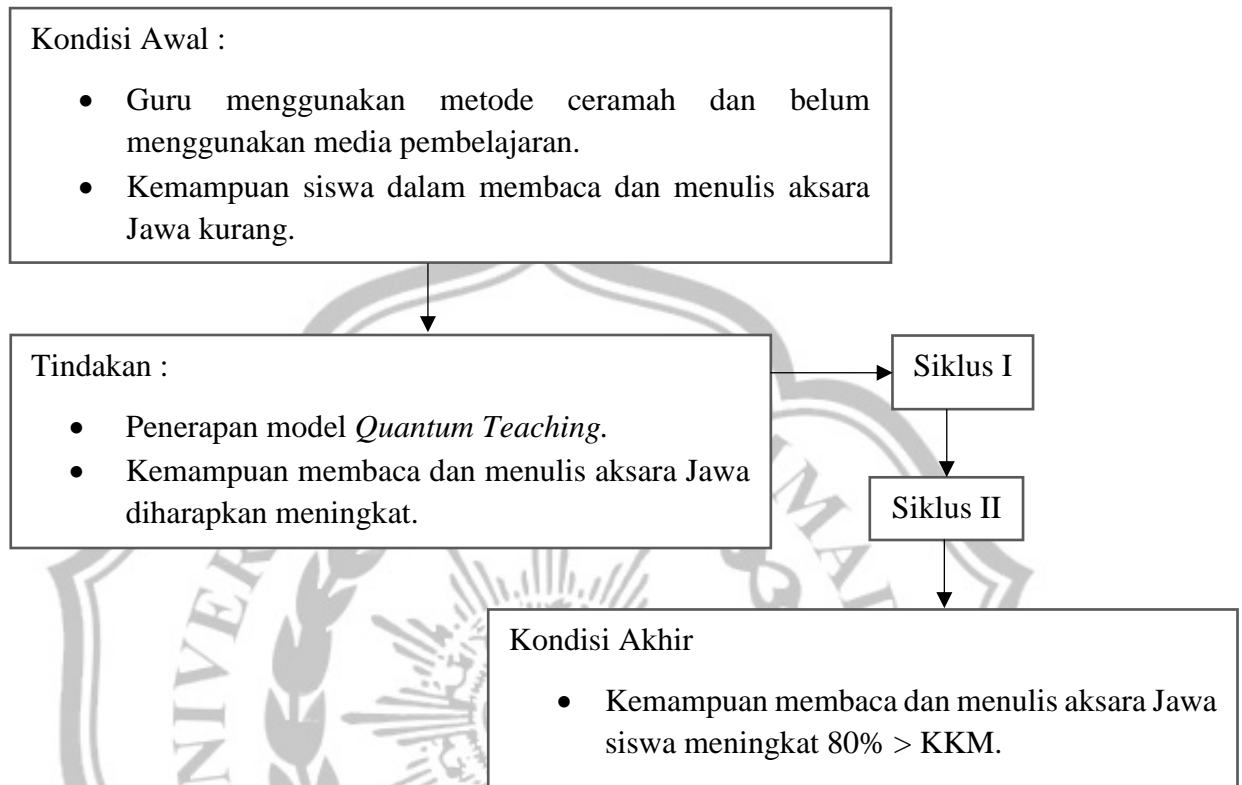 Kondisi Awal :
• Guru menggunakan metode ceramah dan belum
menggunakan media pembelajaran.
• Kemampuan siswa dalam membaca dan menulis aksara
Jawa kurang.
Tindakan :
• Penerapan model Quantum Teaching.
• Kemampuan membaca dan menulis aksara Jawa
diharapkan meningkat.
Siklus I
Siklus II
Kondisi Akhir
• Kemampuan membaca dan menulis aksara Jawa
siswa meningkat 80% > KKM.